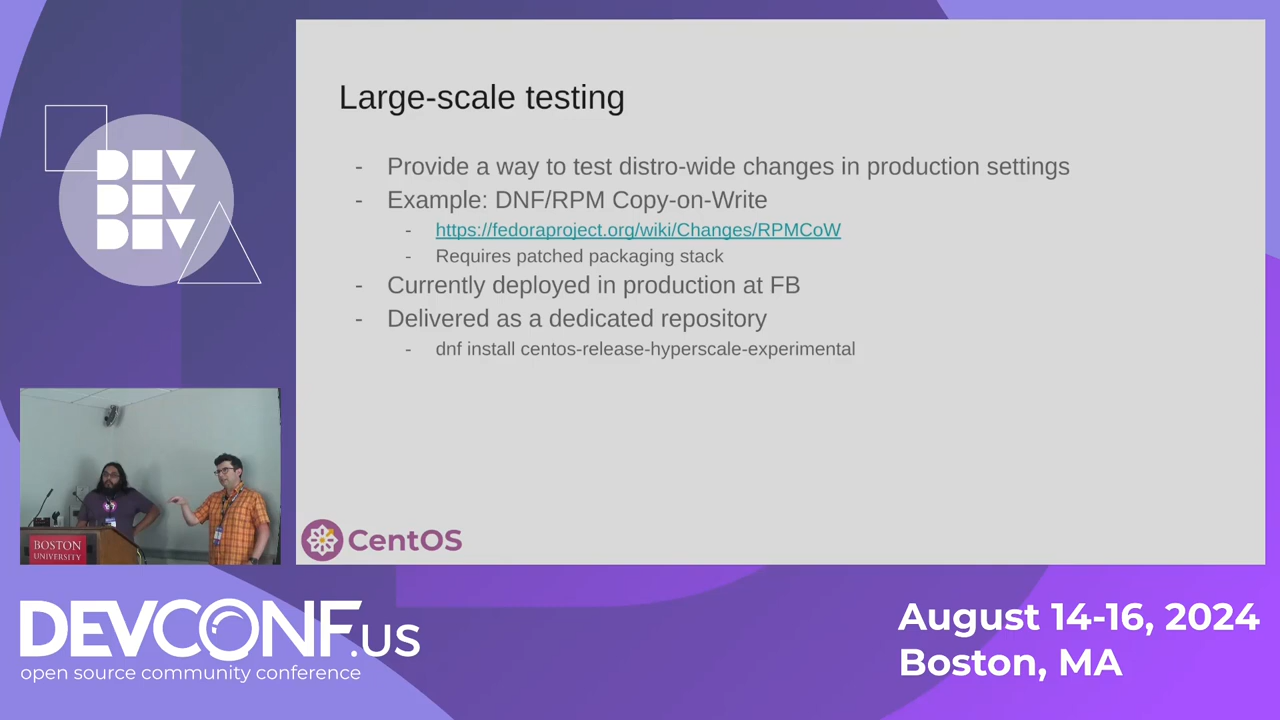 Large-scale testing
- Provide a way to test distro-wide changes in production settings
- Example: DNF/RPM Copy-on-Write
- https://fedoraproject.org/wiki/Changes/RPMCoW
- Requires patched packaging stack
- Currently deployed in production at FB
- Delivered as a dedicated repository
- dnf install centos-release-hyperscale-experimental
CentOS
DEV
DEV
DEV
BOSTON
UNIVERSITY
DEVCONF.US
open source community conference
August 14-16, 2024
Boston, MA